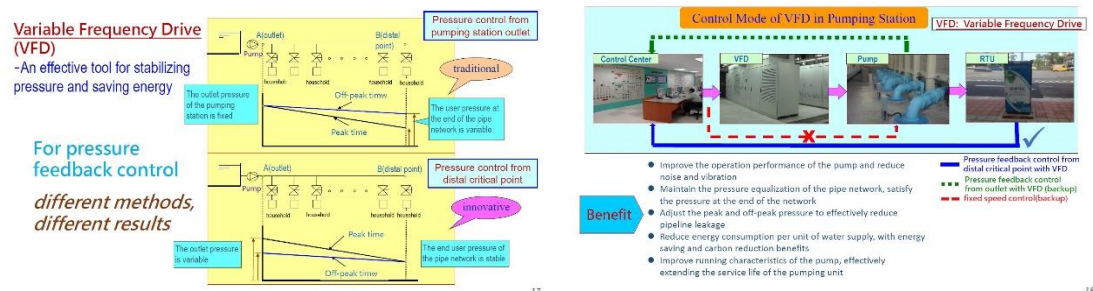 Variable Frequency Drive
(VFD)
-An effective tool for stabilizing
pressure and saving energy
For pressure
feedback control
different methods,
different results
Pressure control from
pumping station outlet
A(outlet)
B(distal
point)
Pump
household
household
household
household
traditional
The outlet pressure
of the pumping
station is fixed
Off-peak timw
Peak time
The user pressure at
the end of the pipe
network is variable
Pressure control from
distal critical point
A(outlet)
B(distal point)
Pump
household
household
household
household
innovative
The outlet pressure
is variable
Peak time
Off-peak timw
The end user pressure of
the pipe network is stable
17
Control Mode of VFD in Pumping Station
VFD: Variable Frequency Drive
Control Center
VFD
Pump
RTU
X
Benefit
● Improve the operation performance of the pump and reduce
noise and vibration
● Maintain the pressure equalization of the pipe network, satisfy
the pressure at the end of the network
● Adjust the peak and off-peak pressure to effectively reduce
pipeline leakage
● Reduce energy consumption per unit of water supply, with energy
saving and carbon reduction benefits
● Improve running characteristics of the pump, effectively
extending the service life of the pumping unit
Pressure feedback control from
distal critical point with VFD
Pressure feedback control
from outlet with VFD (backup)
fixed speed control(backup)